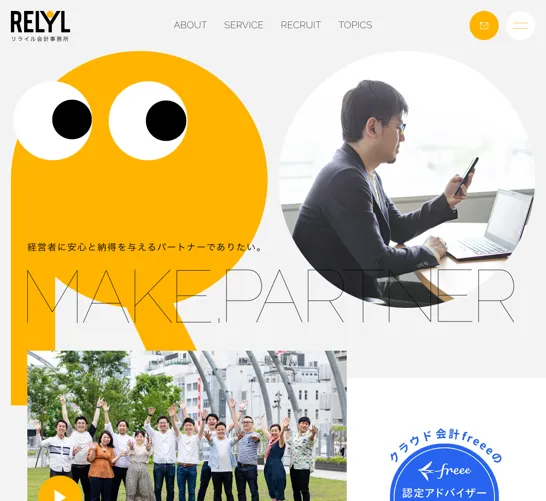 RELYL
リライル会計事務所
ABOUT
SERVICE
RECRUIT
TOPICS
経営者に安心と納得を与えるパートナーでありたい。
MAKE.PARTNER
クラウド会計freeeの
freee
認定アドバイザー